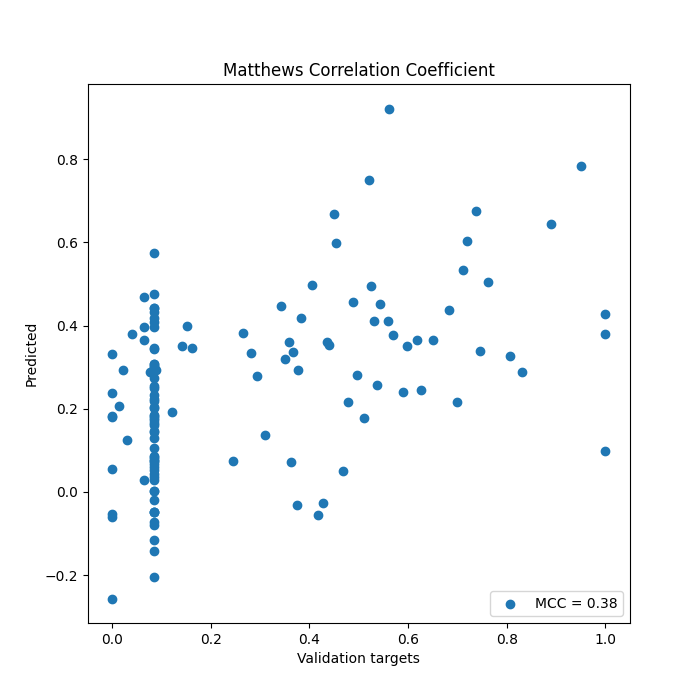 Matthews Correlation Coefficient
Predicted
0.8
0.6
0.4
0.2
0.0
−0.2
MCC = 0.38
0.0 0.2 0.4 0.6 0.8 1.0
Validation targets